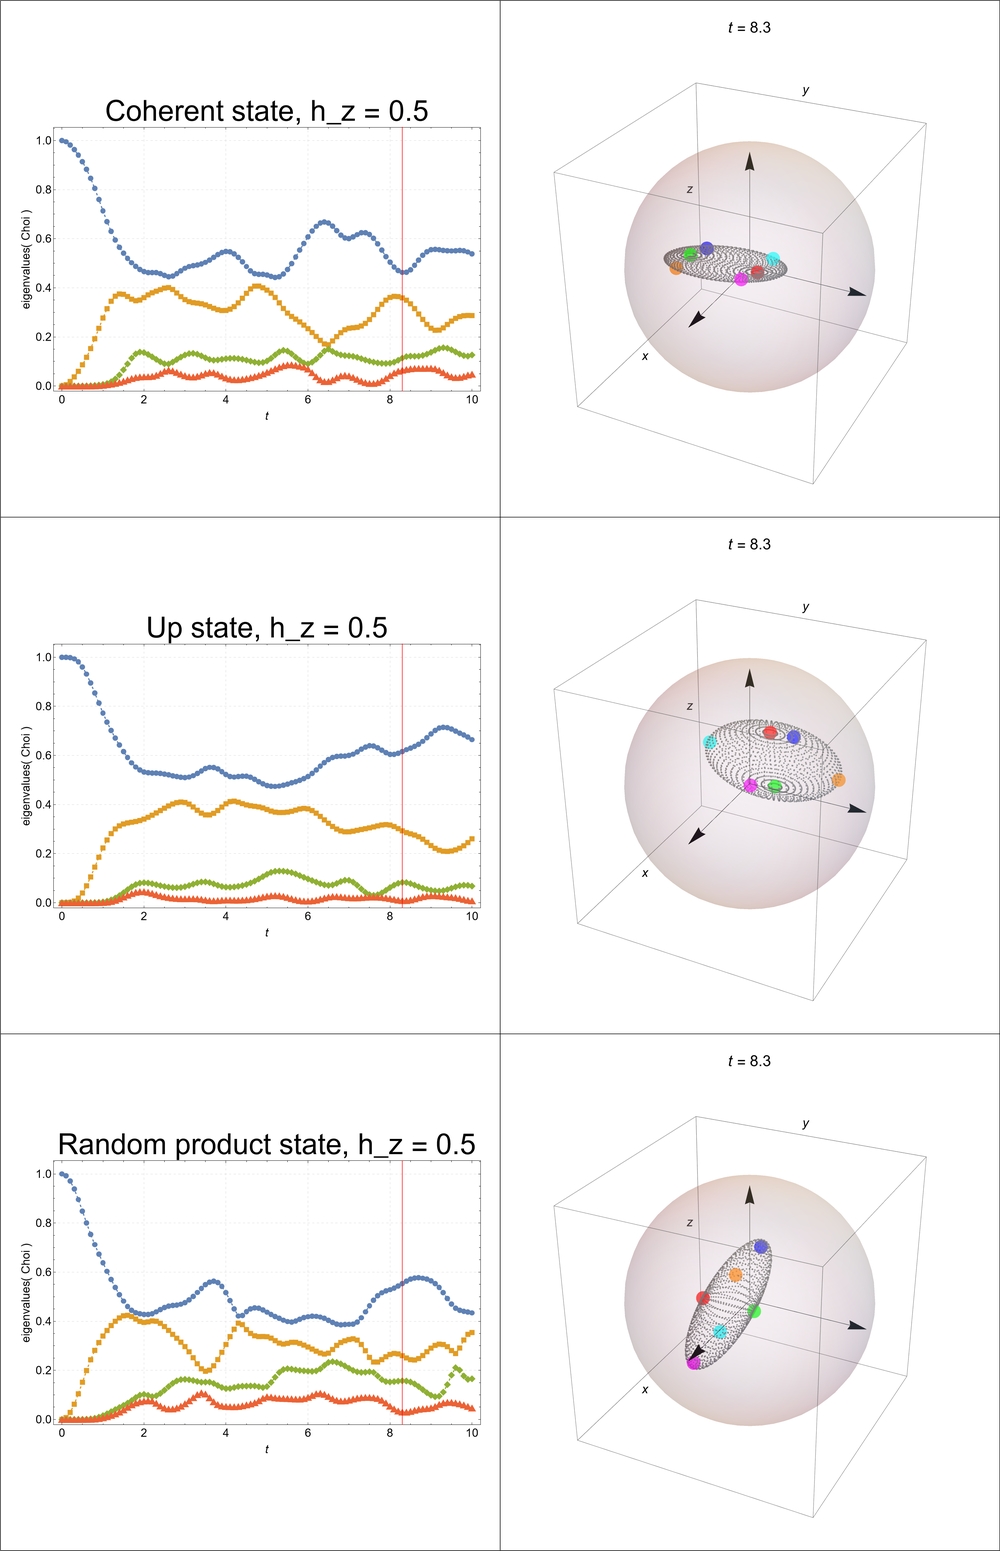 t = 8.3
Coherent state, h_z = 0.5
eigenvalues( Choi )
1.0
0.8
0.6
0.4
0.2
0.0
0 2 4 6 8 10
t
y
z
x
t = 8.3
Up state, h_z = 0.5
eigenvalues( Choi )
1.0
0.8
0.6
0.4
0.2
0.0
0 2 4 6 8 10
t
y
z
x
t = 8.3
Random product state, h_z = 0.5
eigenvalues( Choi )
1.0
0.8
0.6
0.4
0.2
0.0
0 2 4 6 8 10
t
y
z
x